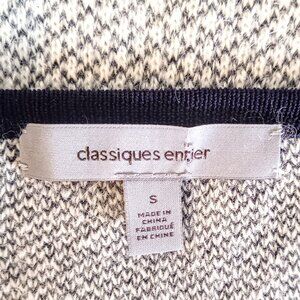 classiques entier
S
MADE IN
CHINA
FABRIQUÉ
EN CHINE